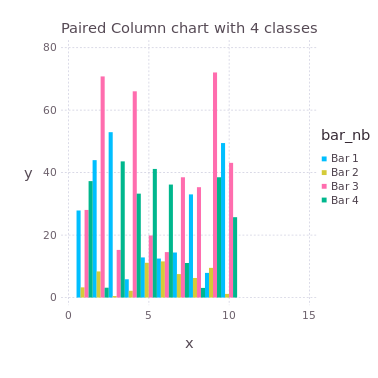 Paired Column chart with 4 classes
80
60
40
20
0
y
0 5 10 15
x
bar_nb
Bar 1
Bar 2
Bar 3
Bar 4